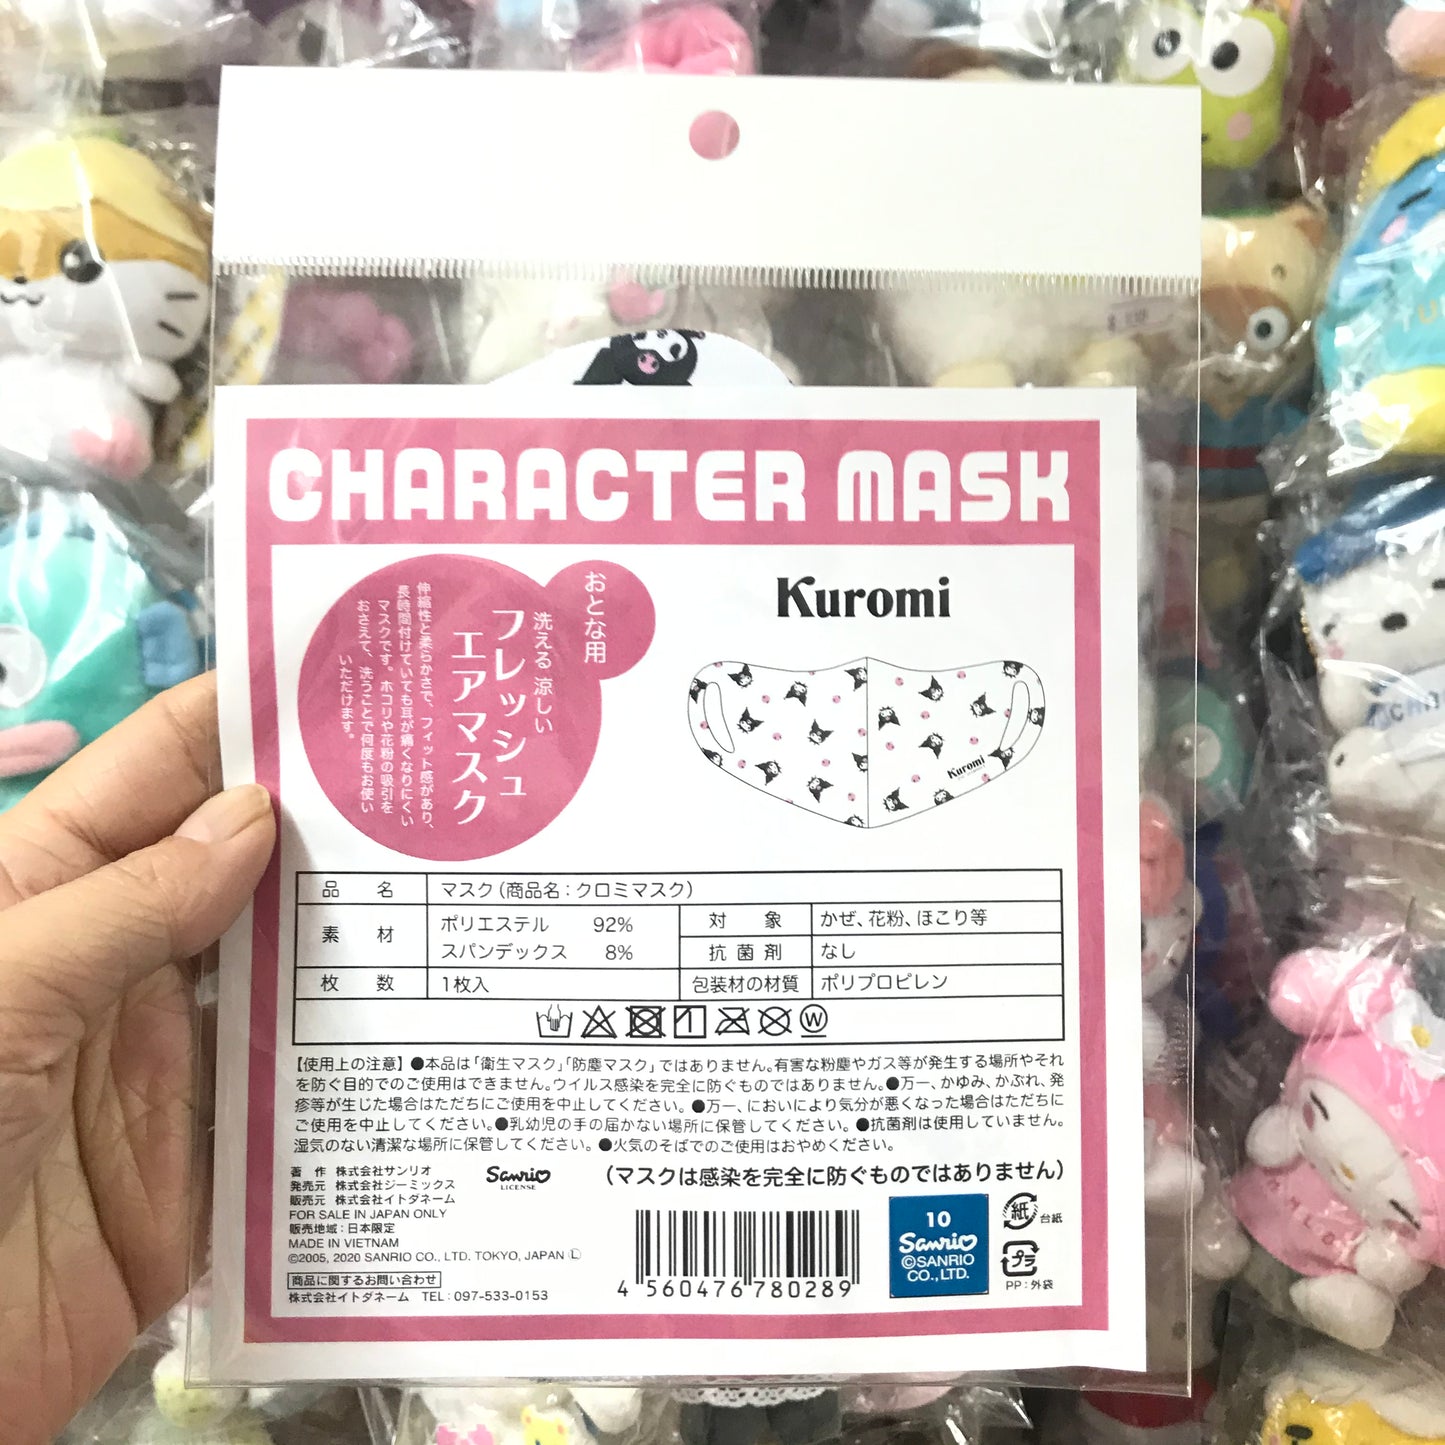 CHARACTER MASK
おとな用
洗える 涼しい
フレッシュ
エアマスク
伸縮性と柔らかさで、フィット感があり、
長時間付けていても耳が痛くなりにくい
マスクです。ホコリや花粉の吸引を
おさえて、洗うことで何度もお使い
いただけます。
Kuromi
Kuromi
品 名 マスク(商品名:クロミマスク)
素 材 ポリエステル 92%
スパンデックス 8%
対 象 かぜ、花粉、ほこり等
抗菌剤 なし
枚 数 1枚入 包装材の材質 ポリプロピレン
W
【使用上の注意】●本品は「衛生マスク」「防塵マスク」ではありません。有害な粉塵やガス等が発生する場所やそれ
を防ぐ目的でのご使用はできません。ウイルス感染を完全に防ぐものではありません。●万一、かゆみ、かぶれ、発
疹等が生じた場合はただちにご使用を中止してください。●万一、においにより気分が悪くなった場合はただちに
ご使用を中止してください。●乳幼児の手の届かない場所に保管してください。●抗菌剤は使用していません。
湿気のない清潔な場所に保管してください。●火気のそばでのご使用はおやめください。
著 作 株式会社サンリオ
発売元 株式会社ジーミックス
販売元 株式会社イトダネーム
FOR SALE IN JAPAN ONLY
販売地域:日本限定
MADE IN VIETNAM
©2005, 2020 SANRIO CO., LTD. TOKYO, JAPAN Ⓛ
商品に関するお問い合わせ
株式会社イトダネーム TEL:097-533-0153
Sanrio
LICENSE
(マスクは感染を完全に防ぐものではありません)
4 560476 780289
10
Sanrio
©SANRIO
CO., LTD.
紙 台紙
プラ
PP:外袋